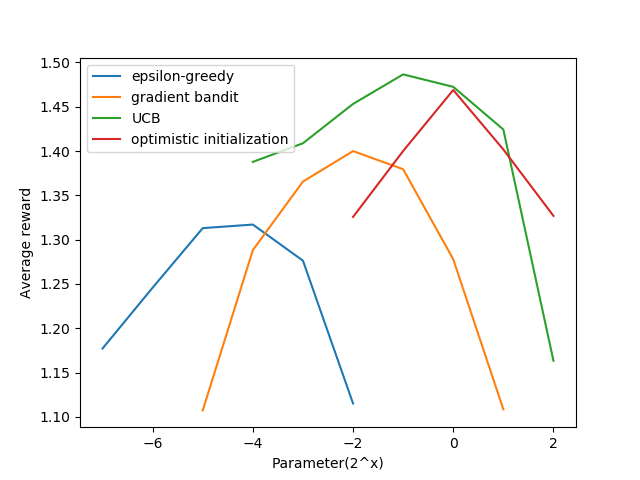 epsilon-greedy
gradient bandit
UCB
optimistic initialization
1.50
1.45
1.40
1.35
1.30
1.25
1.20
1.15
1.10
Average reward
−6 −4 −2 0 2
Parameter(2^x)